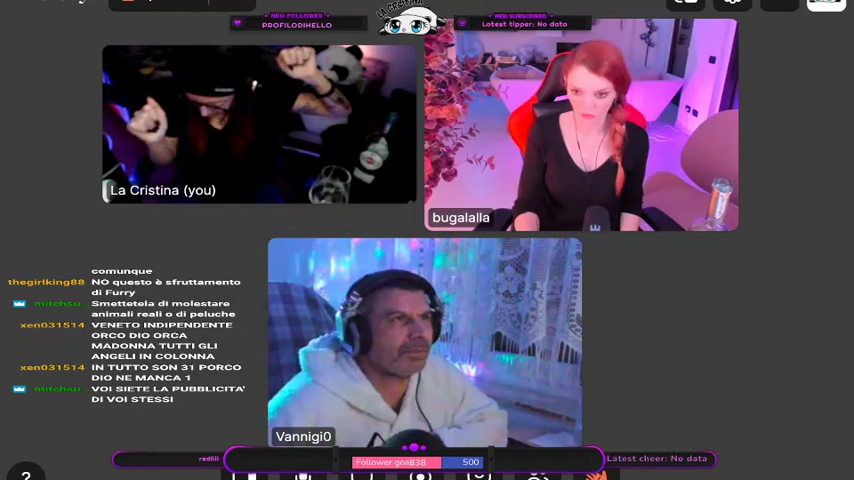 NEW FOLLOWER
PROFILODIHELLO
LA CRISTINA
NEW SUBSCRIBER
Latest tipper: No data
La Cristina (you)
bugalalla
comunque
thegirlking88 NO questo è sfruttamento
di Furry
mitchsu... Smettetela di molestare
animali reali o di peluche
xen031514 VENETO INDIPENDENTE
ORCO DIO ORCA
MADONNA TUTTI GLI
ANGELI IN COLONNA
xen031514 IN TUTTO SON 31 PORCO
DIO NE MANCA 1
mitchsu... VOI SIETE LA PUBBLICITA'
DI VOI STESSI
Vannigi0
Follower goal
838
500
Latest cheer: No data
?